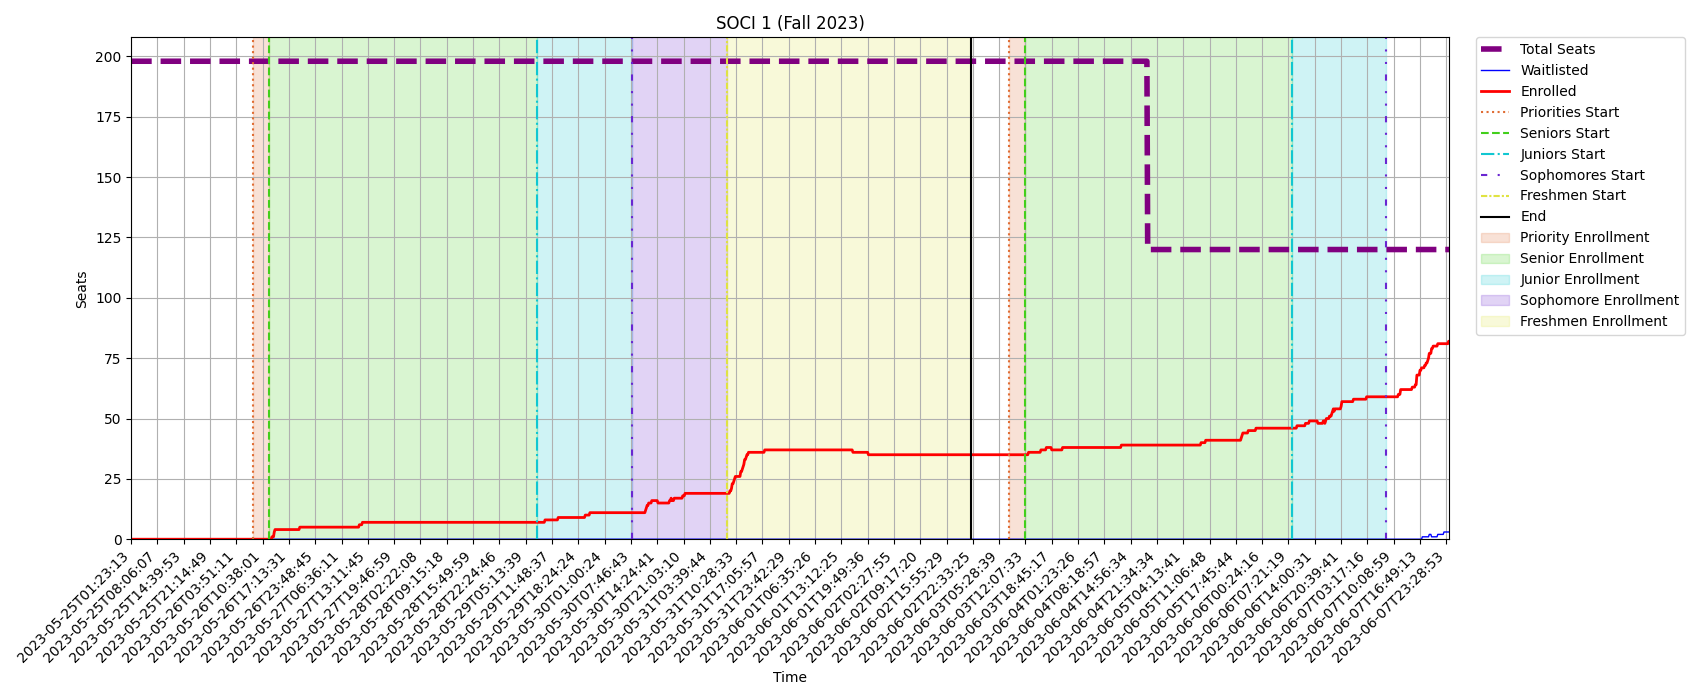 SOCI 1 (Fall 2023)
Seats
200
175
150
125
100
75
50
25
0
2023-05-25T01:23:13
2023-05-25T08:06:07
2023-05-25T14:39:53
2023-05-25T21:14:49
2023-05-26T03:51:11
2023-05-26T10:38:01
2023-05-26T17:13:31
2023-05-26T23:48:45
2023-05-27T06:36:11
2023-05-27T13:11:45
2023-05-27T19:46:59
2023-05-28T02:22:08
2023-05-28T09:15:18
2023-05-28T15:49:59
2023-05-28T22:24:46
2023-05-29T05:13:39
2023-05-29T11:48:37
2023-05-29T18:24:24
2023-05-30T01:00:24
2023-05-30T07:46:43
2023-05-30T14:24:41
2023-05-30T21:03:10
2023-05-31T03:39:44
2023-05-31T10:28:33
2023-05-31T17:05:57
2023-05-31T23:42:29
2023-06-01T06:35:26
2023-06-01T13:12:25
2023-06-01T19:49:36
2023-06-02T02:27:55
2023-06-02T09:17:20
2023-06-02T15:55:29
2023-06-02T22:33:25
2023-06-03T05:28:39
2023-06-03T12:07:33
2023-06-03T18:45:17
2023-06-04T01:23:26
2023-06-04T08:18:57
2023-06-04T14:56:34
2023-06-04T21:34:34
2023-06-05T04:13:41
2023-06-05T11:06:48
2023-06-05T17:45:44
2023-06-06T00:24:16
2023-06-06T07:21:19
2023-06-06T14:00:31
2023-06-06T20:39:41
2023-06-07T03:17:16
2023-06-07T10:08:59
2023-06-07T16:49:13
2023-06-07T23:28:53
Time
Total Seats
Waitlisted
Enrolled
Priorities Start
Seniors Start
Juniors Start
Sophomores Start
Freshmen Start
End
Priority Enrollment
Senior Enrollment
Junior Enrollment
Sophomore Enrollment
Freshmen Enrollment